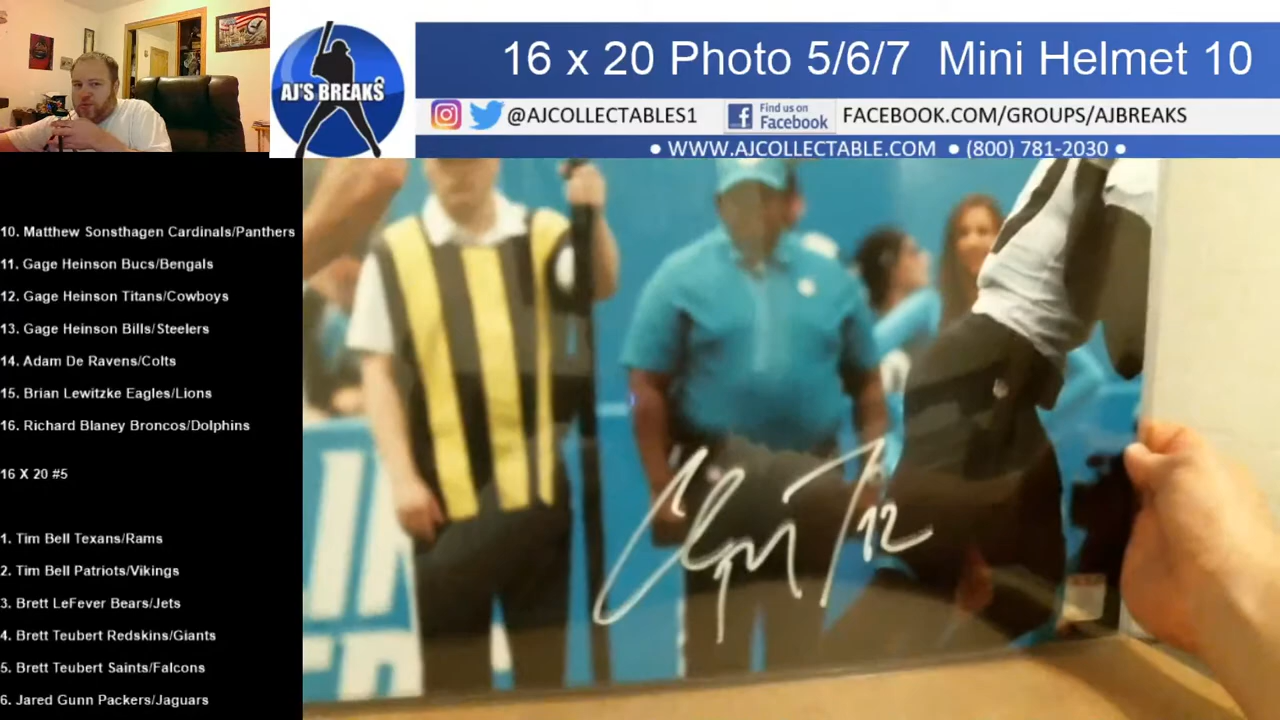 16 x 20 Photo 5/6/7 Mini Helmet 10
AJ'S BREAKS
@AJCOLLECTABLES1 Find us on Facebook FACEBOOK.COM/GROUPS/AJBREAKS
• WWW.AJCOLLECTABLE.COM • (800) 781-2030 •
10. Matthew Sonsthagen Cardinals/Panthers
11. Gage Heinson Bucs/Bengals
12. Gage Heinson Titans/Cowboys
13. Gage Heinson Bills/Steelers
14. Adam De Ravens/Colts
15. Brian Lewitzke Eagles/Lions
16. Richard Blaney Broncos/Dolphins
16 X 20 #5
1. Tim Bell Texans/Rams
2. Tim Bell Patriots/Vikings
3. Brett LeFever Bears/Jets
4. Brett Teubert Redskins/Giants
5. Brett Teubert Saints/Falcons
6. Jared Gunn Packers/Jaguars
12